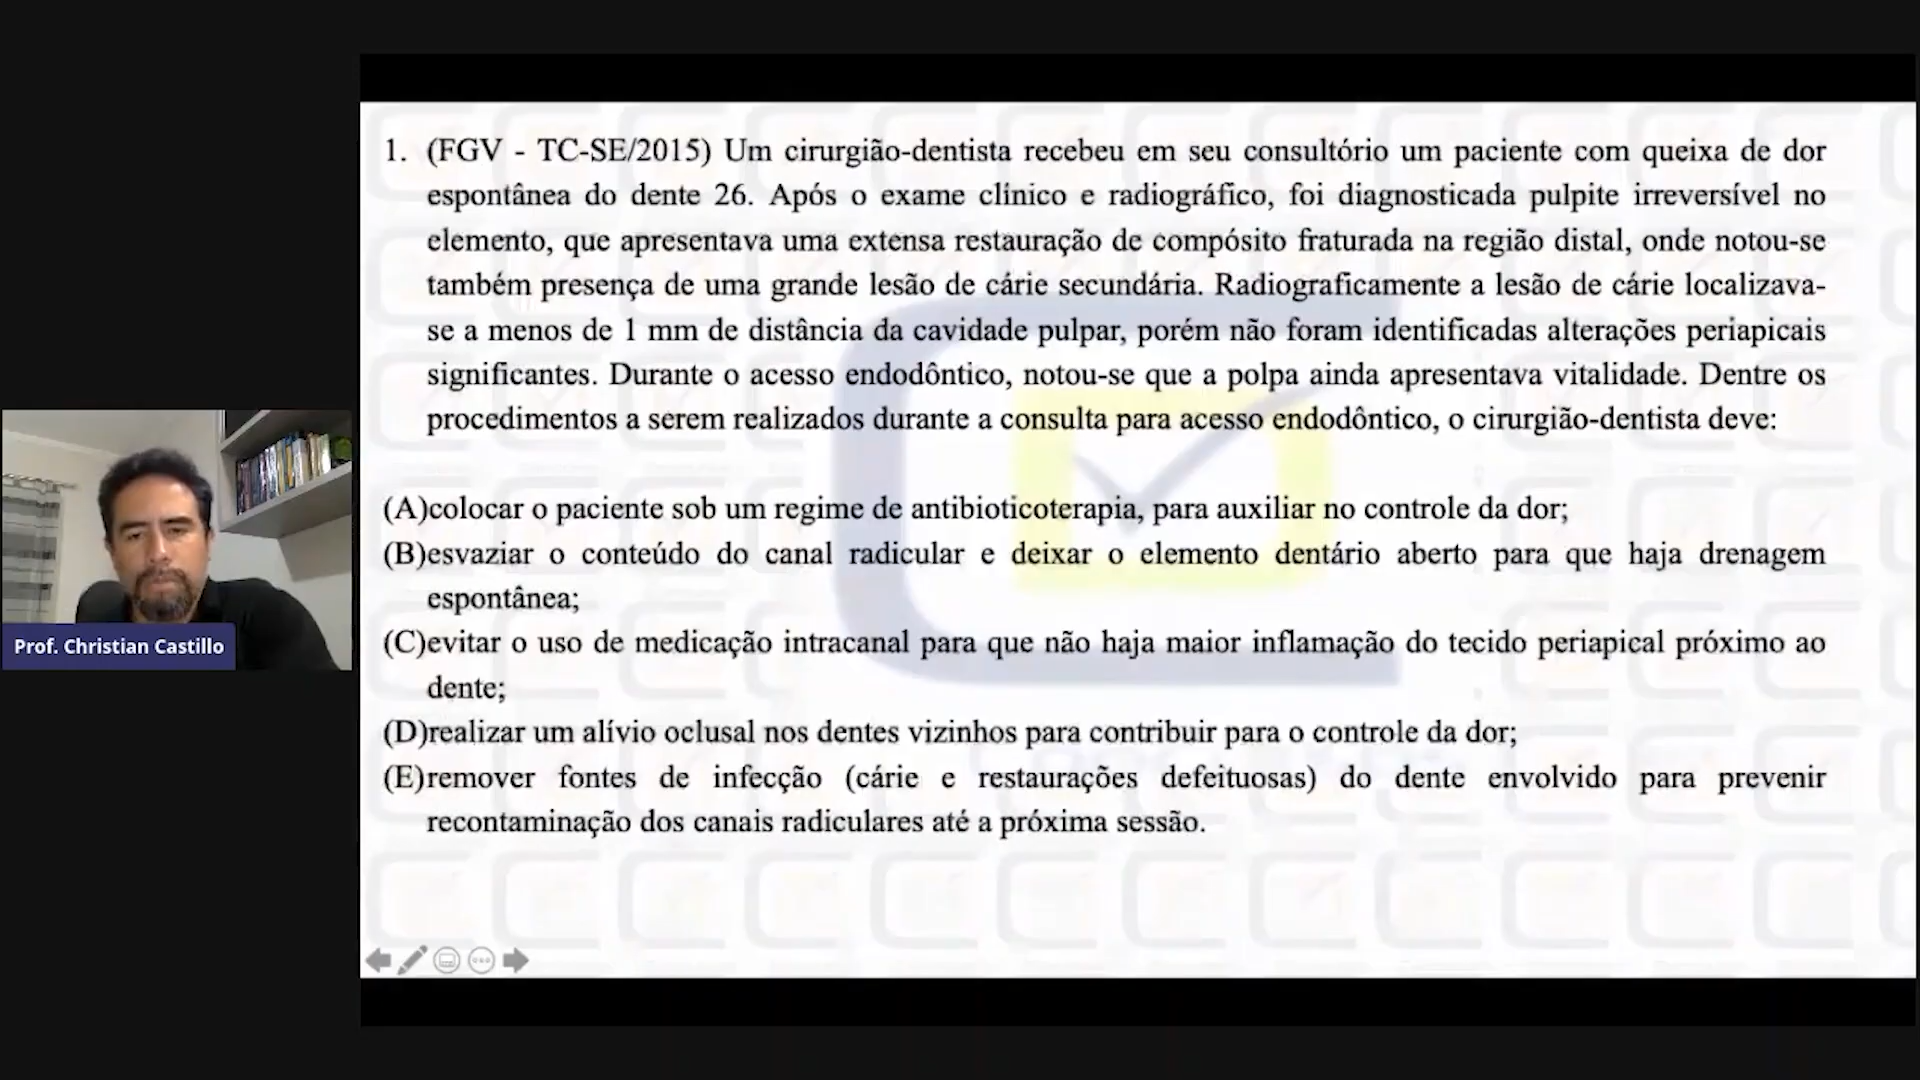 1. (FGV - TC-SE/2015) Um cirurgião-dentista recebeu em seu consultório um paciente com queixa de dor
espontânea do dente 26. Após o exame clínico e radiográfico, foi diagnosticada pulpite irreversível no
elemento, que apresentava uma extensa restauração de compósito fraturada na região distal, onde notou-se
também presença de uma grande lesão de cárie secundária. Radiograficamente a lesão de cárie localizava-
se a menos de 1 mm de distância da cavidade pulpar, porém não foram identificadas alterações periapicais
significantes. Durante o acesso endodôntico, notou-se que a polpa ainda apresentava vitalidade. Dentre os
procedimentos a serem realizados durante a consulta para acesso endodôntico, o cirurgião-dentista deve:
(A)colocar o paciente sob um regime de antibioticoterapia, para auxiliar no controle da dor;
(B)esvaziar o conteúdo do canal radicular e deixar o elemento dentário aberto para que haja drenagem
espontânea;
(C)evitar o uso de medicação intracanal para que não haja maior inflamação do tecido periapical próximo ao
dente;
(D)realizar um alívio oclusal nos dentes vizinhos para contribuir para o controle da dor;
(E)remover fontes de infecção (cárie e restaurações defeituosas) do dente envolvido para prevenir
recontaminação dos canais radiculares até a próxima sessão.
Prof. Christian Castillo